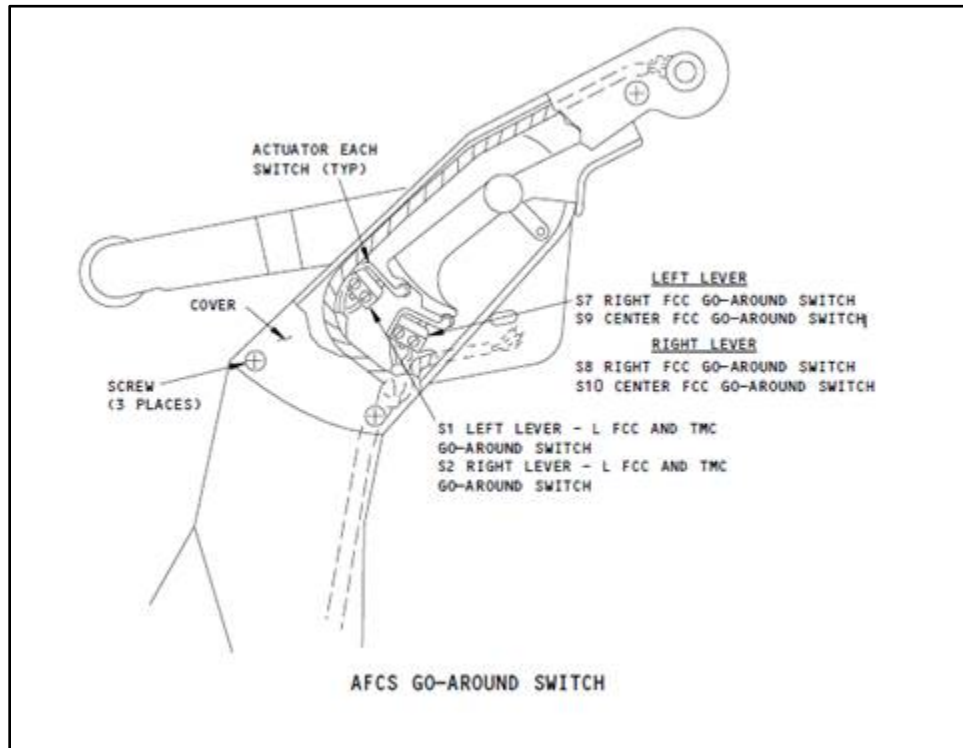 ACTUATOR EACH
SWITCH (TYP)
COVER
SCREW
(3 PLACES)
LEFT LEVER
S7 RIGHT FCC GO-AROUND SWITCH
S9 CENTER FCC GO-AROUND SWITCH
RIGHT LEVER
S8 RIGHT FCC GO-AROUND SWITCH
S10 CENTER FCC GO-AROUND SWITCH
S1 LEFT LEVER - L FCC AND TMC
GO-AROUND SWITCH
S2 RIGHT LEVER - L FCC AND TMC
GO-AROUND SWITCH
AFCS GO-AROUND SWITCH